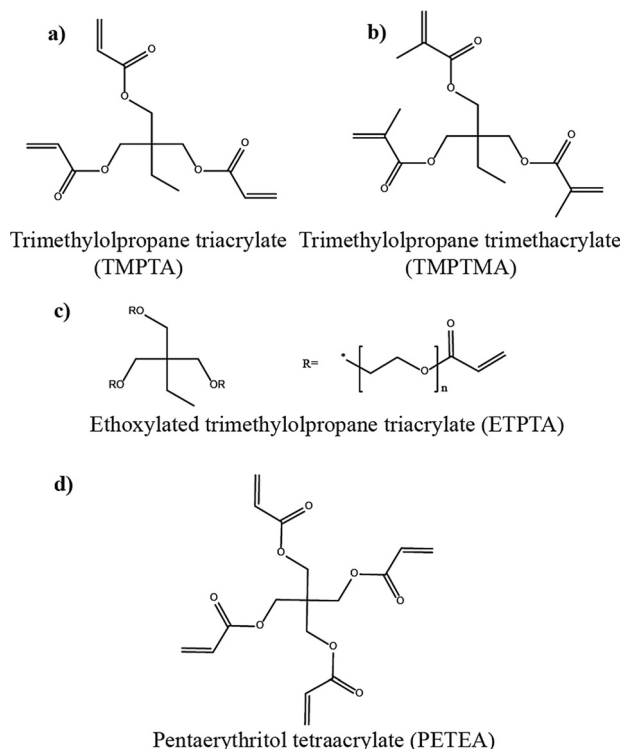 a)
O
O
O
O
O
O
Trimethylolpropane triacrylate
(TMPTA)
b)
O
O
O
O
O
O
Trimethylolpropane trimethacrylate
(TMPTMA)
c)
RO
RO
OR
R=
*
O
O
n
Ethoxylated trimethylolpropane triacrylate (ETPTA)
d)
O
O
O
O
O
O
O
O
Pentaerythritol tetraacrylate (PETEA)